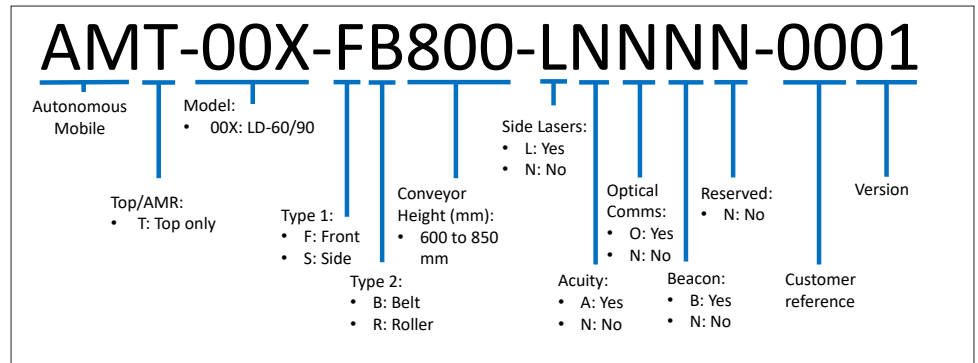 AMT-00X-FB800-LNNNN-0001
Autonomous
Mobile
Model:
• 00X: LD-60/90
Side Lasers:
• L: Yes
• N: No
Top/AMR:
• T: Top only
Type 1:
• F: Front
• S: Side
Conveyor
Height (mm):
• 600 to 850
mm
Optical
Comms:
• O: Yes
• N: No
Reserved:
• N: No
Version
Type 2:
• B: Belt
• R: Roller
Acuity:
• A: Yes
• N: No
Beacon:
• B: Yes
• N: No
Customer
reference